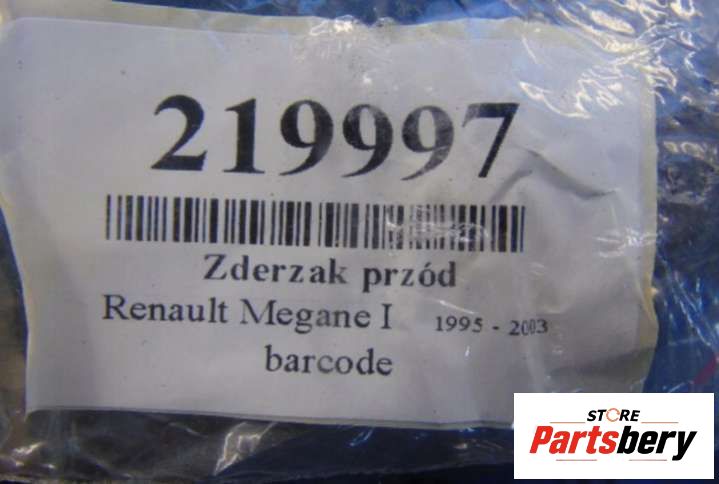 219997
Zderzak przód
Renault Megane I 1995 - 2003
barcode
STORE
Partsbery